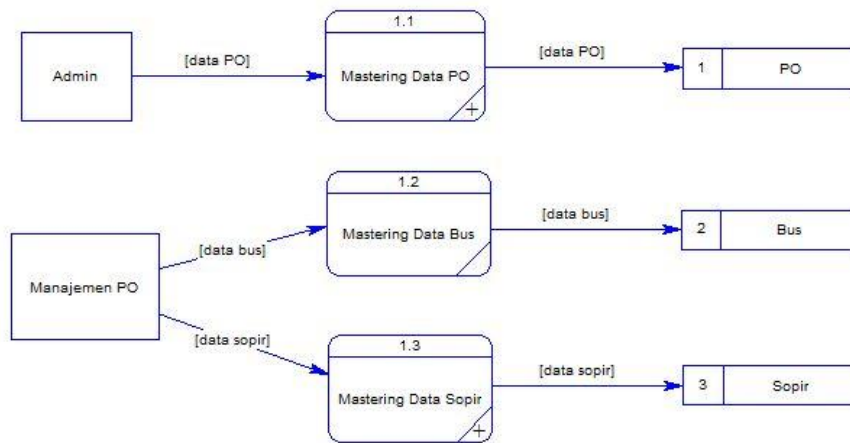 1.1
[data PO]
[data PO]
Admin
Mastering Data PO
1
PO
+
1.2
[data bus]
[data bus]
Mastering Data Bus
2
Bus
Manajemen PO
[data sopir]
1.3
[data sopir]
Mastering Data Sopir
3
Sopir
+